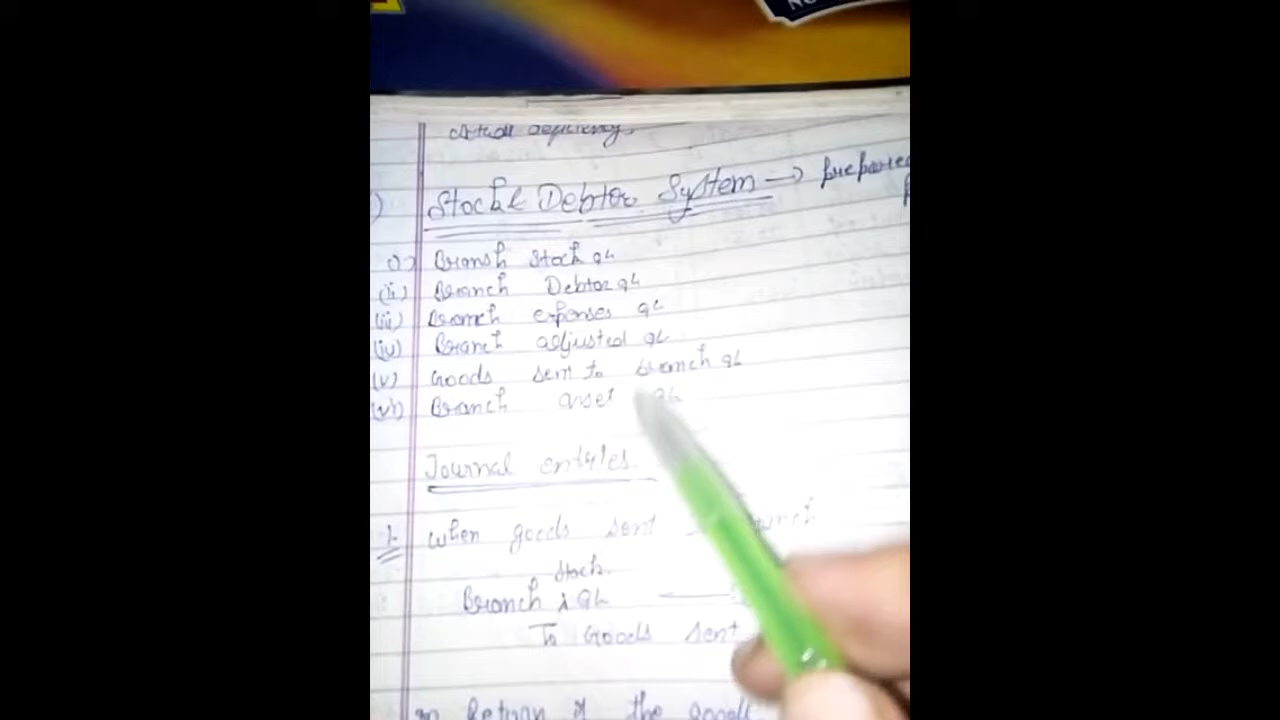 Stock & Debtor System → prepare
(i) Branch Stock a/c
(ii) Branch Debtor a/c
(iii) Branch expenses a/c
(iv) Branch adjusted a/c
(v) Goods sent to branch a/c
(vi) Branch asset a/c
Journal entries
1. When goods sent
Stock
Branch λ a/c
To Goods sent
Return of the goods